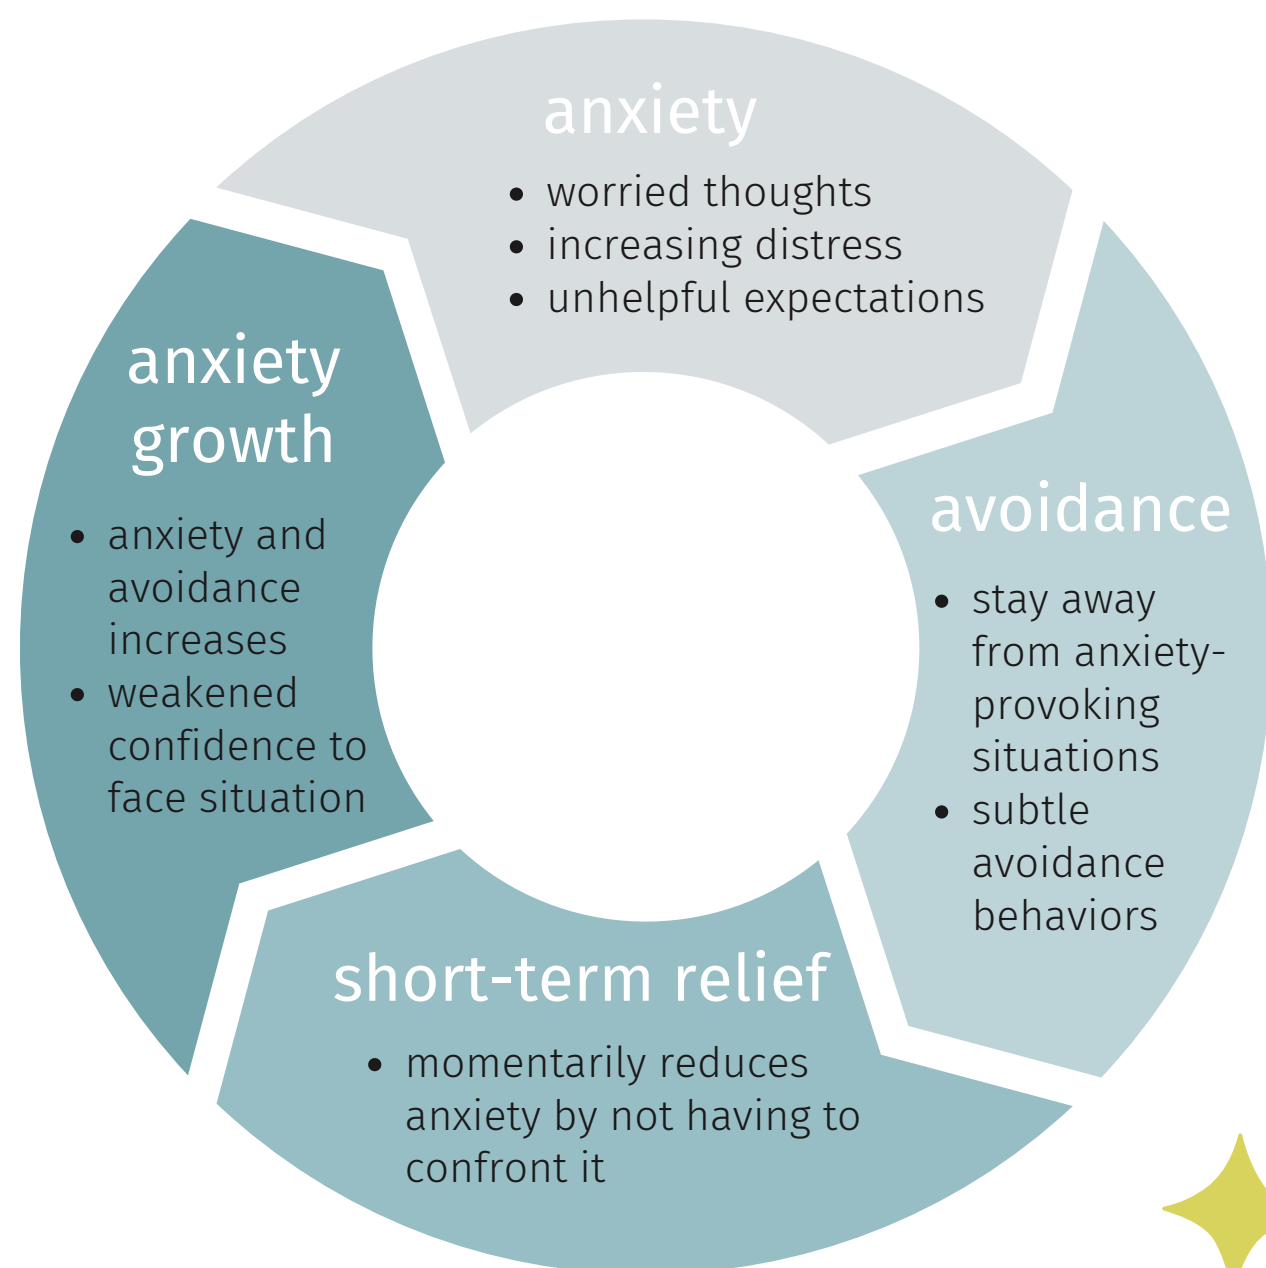 anxiety
• worried thoughts
• increasing distress
• unhelpful expectations
avoidance
• stay away
from anxiety-
provoking
situations
• subtle
avoidance
behaviors
short-term relief
• momentarily reduces
anxiety by not having to
confront it
anxiety
growth
• anxiety and
avoidance
increases
• weakened
confidence to
face situation